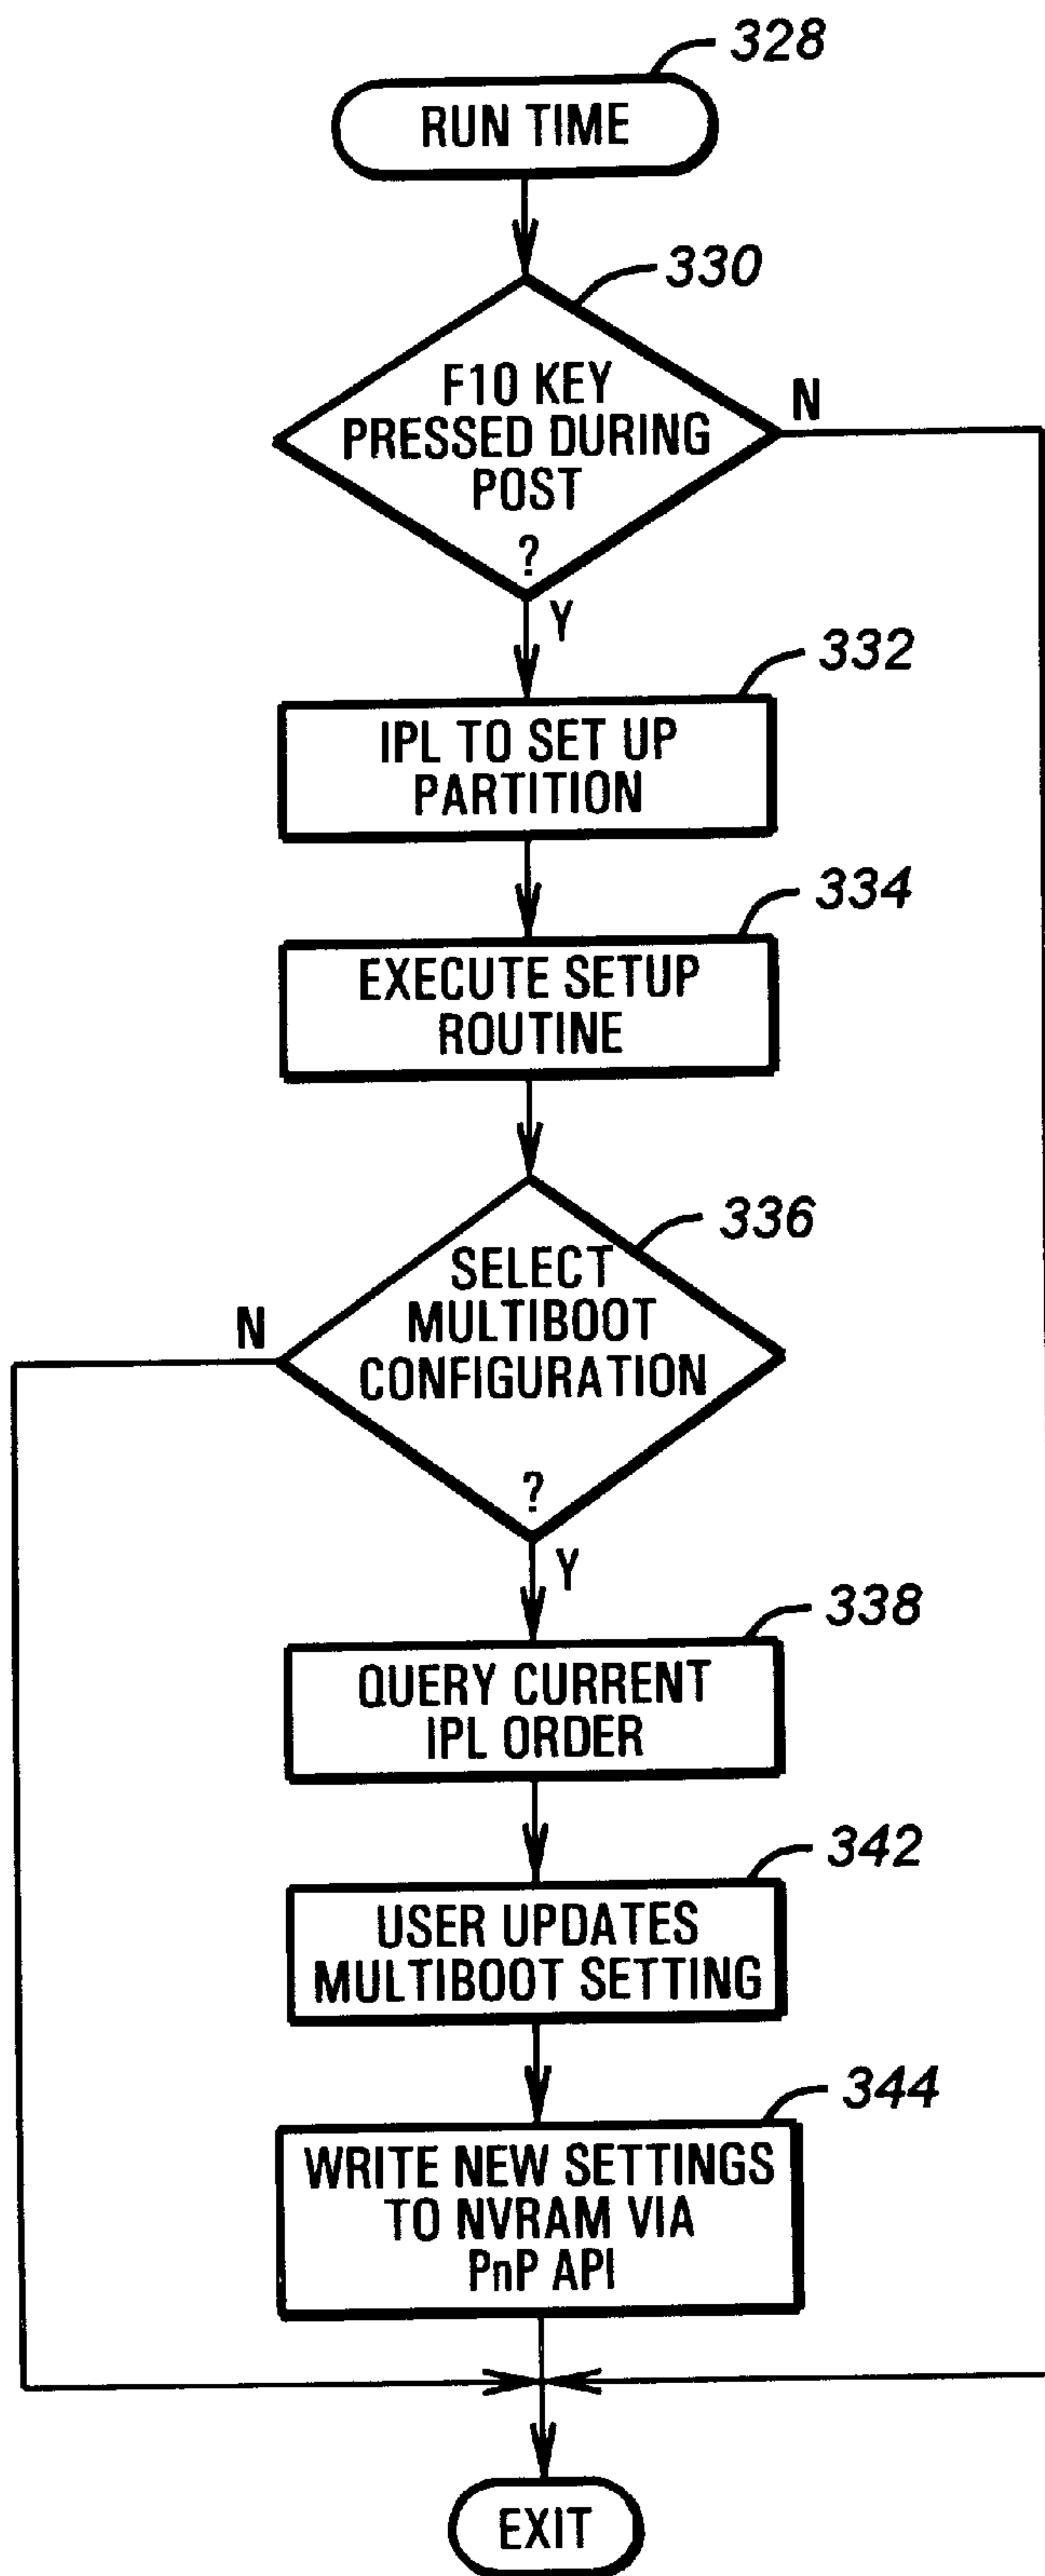 328
RUN TIME
330
F10 KEY
PRESSED DURING
POST
?
N
Y
332
IPL TO SET UP
PARTITION
334
EXECUTE SETUP
ROUTINE
336
SELECT
MULTIBOOT
CONFIGURATION
?
N
Y
338
QUERY CURRENT
IPL ORDER
342
USER UPDATES
MULTIBOOT SETTING
344
WRITE NEW SETTINGS
TO NVRAM VIA
PnP API
EXIT